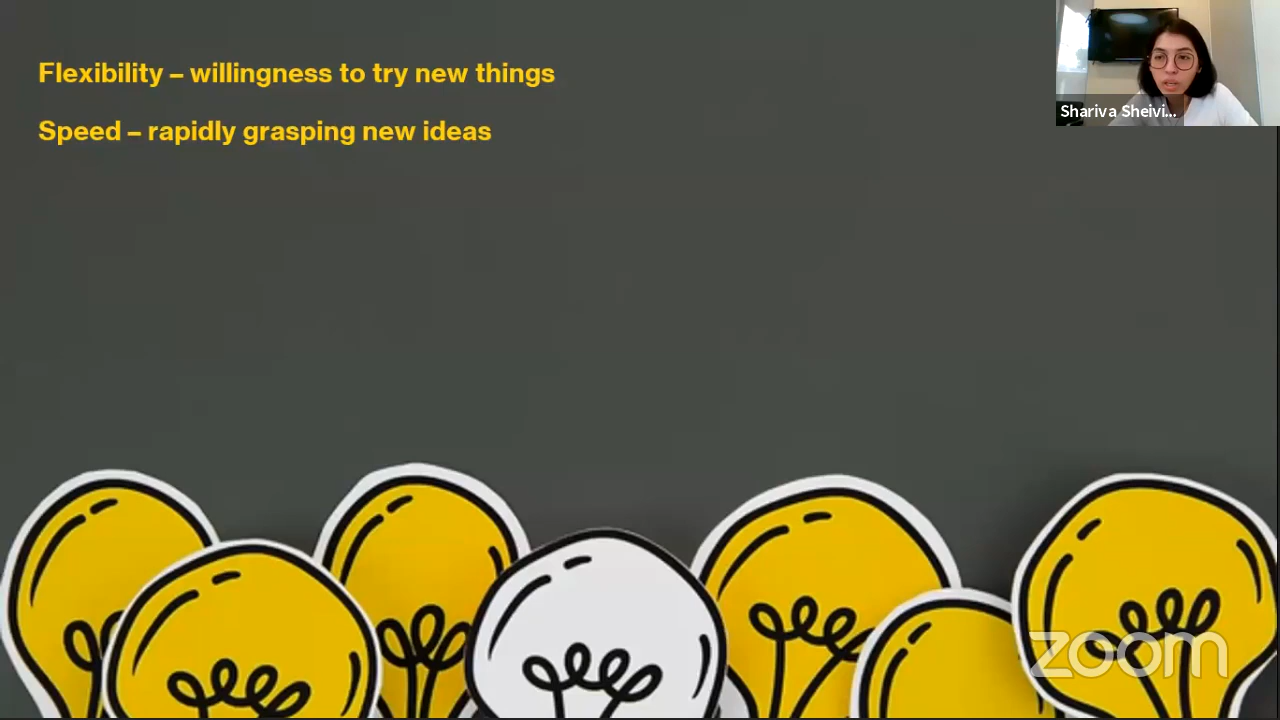 Flexibility – willingness to try new things
Speed – rapidly grasping new ideas
Shariva Sheivi...
zoom